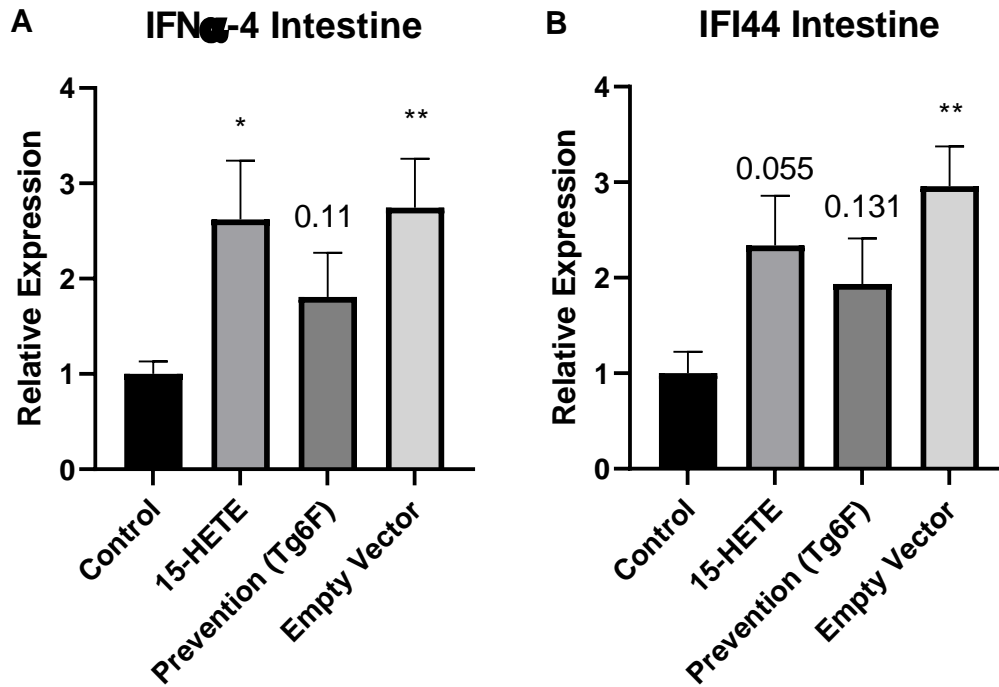 A
IFNα-4 Intestine
Relative Expression
4
3
2
1
0
*
0.11
**
Control
15-HETE
Prevention (Tg6F)
Empty Vector
B
IFI44 Intestine
Relative Expression
4
3
2
1
0
0.055
0.131
**
Control
15-HETE
Prevention (Tg6F)
Empty Vector